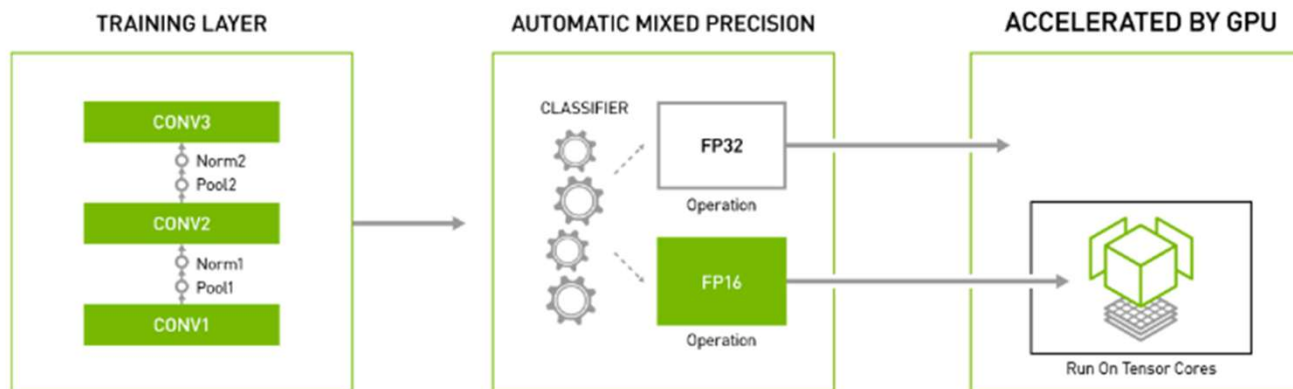 TRAINING LAYER
CONV3
Norm2
Pool2
CONV2
Norm1
Pool1
CONV1
AUTOMATIC MIXED PRECISION
CLASSIFIER
FP32
Operation
FP16
Operation
ACCELERATED BY GPU
Run On Tensor Cores